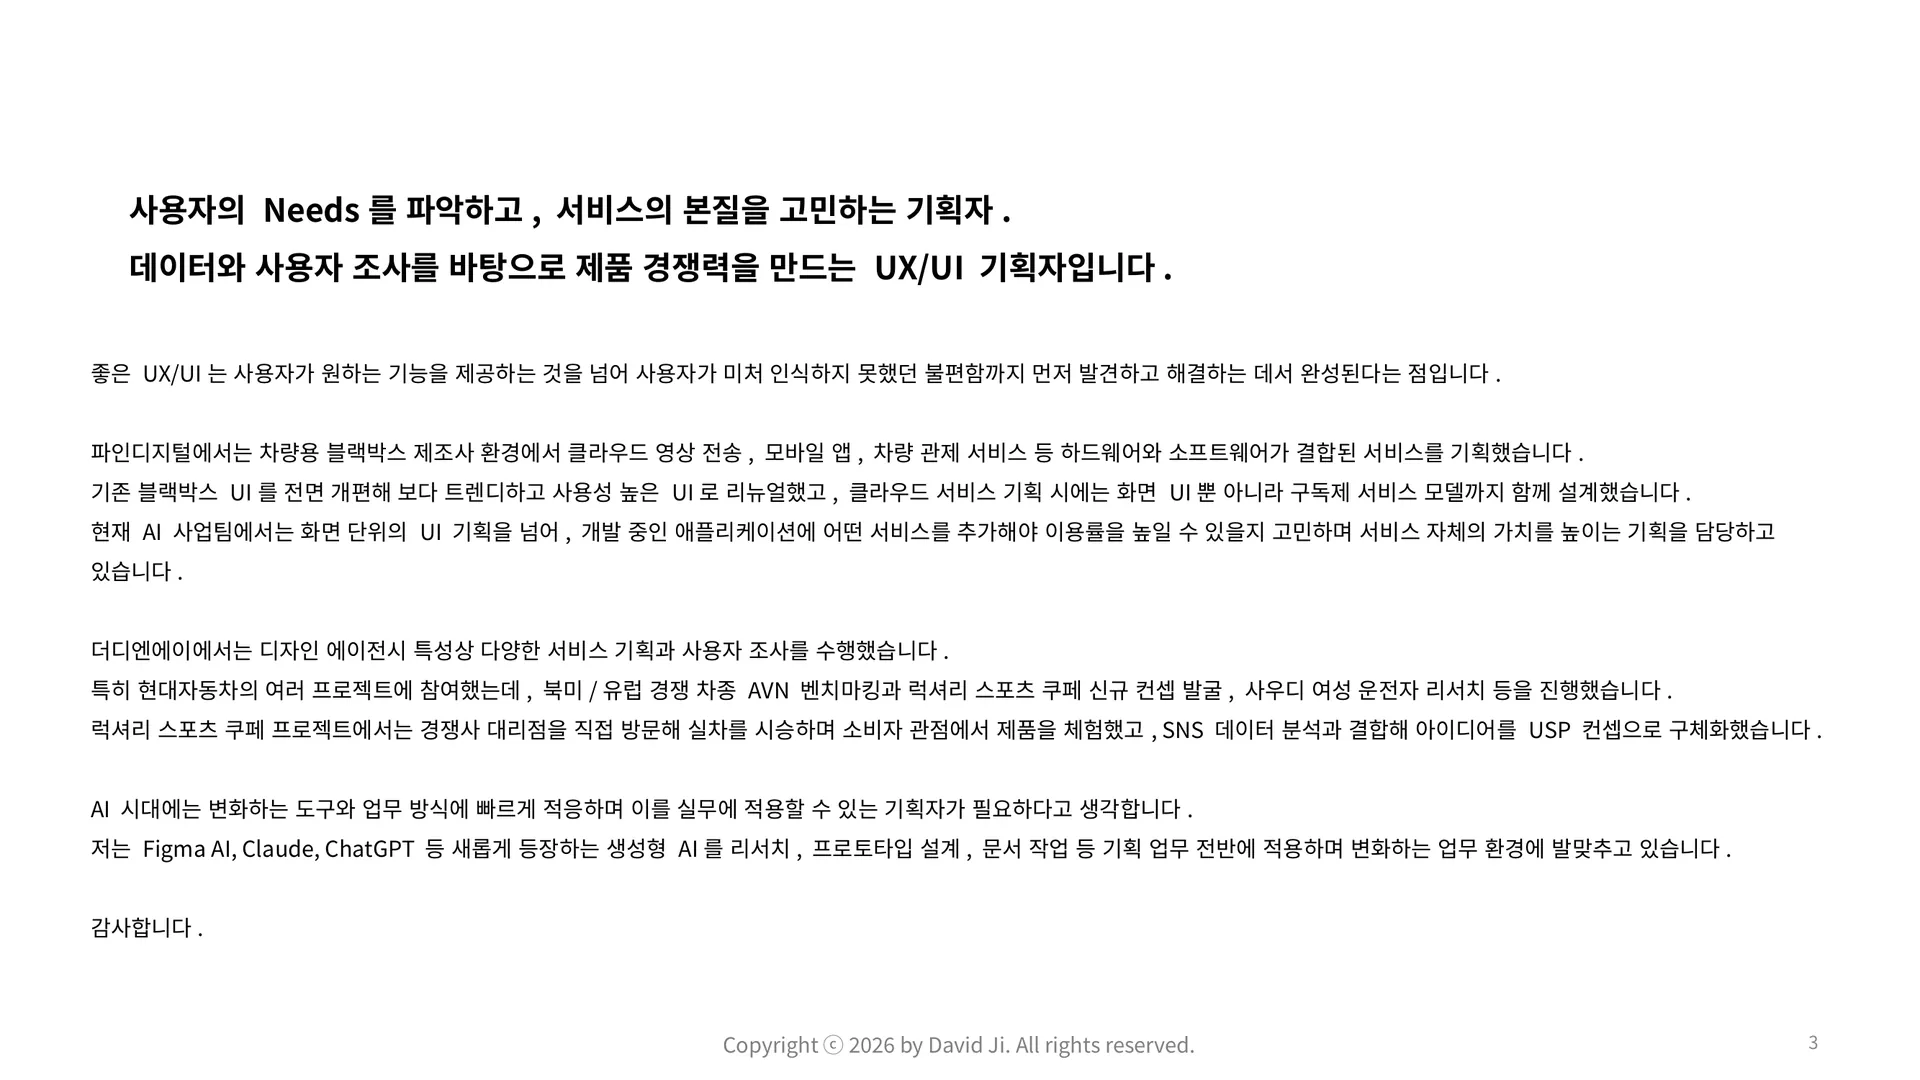 사용자의 Needs를 파악하고, 서비스의 본질을 고민하는 기획자.
데이터와 사용자 조사를 바탕으로 제품 경쟁력을 만드는 UX/UI 기획자입니다.
좋은 UX/UI는 사용자가 원하는 기능을 제공하는 것을 넘어 사용자가 미처 인식하지 못했던 불편함까지 먼저 발견하고 해결하는 데서 완성된다는 점입니다.
파인디지털에서는 차량용 블랙박스 제조사 환경에서 클라우드 영상 전송, 모바일 앱, 차량 관제 서비스 등 하드웨어와 소프트웨어가 결합된 서비스를 기획했습니다.
기존 블랙박스 UI를 전면 개편해 보다 트렌디하고 사용성 높은 UI로 리뉴얼했고, 클라우드 서비스 기획 시에는 화면 UI뿐 아니라 구독제 서비스 모델까지 함께 설계했습니다.
현재 AI 사업팀에서는 화면 단위의 UI 기획을 넘어, 개발 중인 애플리케이션에 어떤 서비스를 추가해야 이용률을 높일 수 있을지 고민하며 서비스 자체의 가치를 높이는 기획을 담당하고
있습니다.
더디엔에이에서는 디자인 에이전시 특성상 다양한 서비스 기획과 사용자 조사를 수행했습니다.
특히 현대자동차의 여러 프로젝트에 참여했는데, 북미/유럽 경쟁 차종 AVN 벤치마킹과 럭셔리 스포츠 쿠페 신규 컨셉 발굴, 사우디 여성 운전자 리서치 등을 진행했습니다.
럭셔리 스포츠 쿠페 프로젝트에서는 경쟁사 대리점을 직접 방문해 실차를 시승하며 소비자 관점에서 제품을 체험했고, SNS 데이터 분석과 결합해 아이디어를 USP 컨셉으로 구체화했습니다.
AI 시대에는 변화하는 도구와 업무 방식에 빠르게 적응하며 이를 실무에 적용할 수 있는 기획자가 필요하다고 생각합니다.
저는 Figma AI, Claude, ChatGPT 등 새롭게 등장하는 생성형 AI를 리서치, 프로토타입 설계, 문서 작업 등 기획 업무 전반에 적용하며 변화하는 업무 환경에 발맞추고 있습니다.
감사합니다.
Copyright ⓒ 2026 by David Ji. All rights reserved.
3